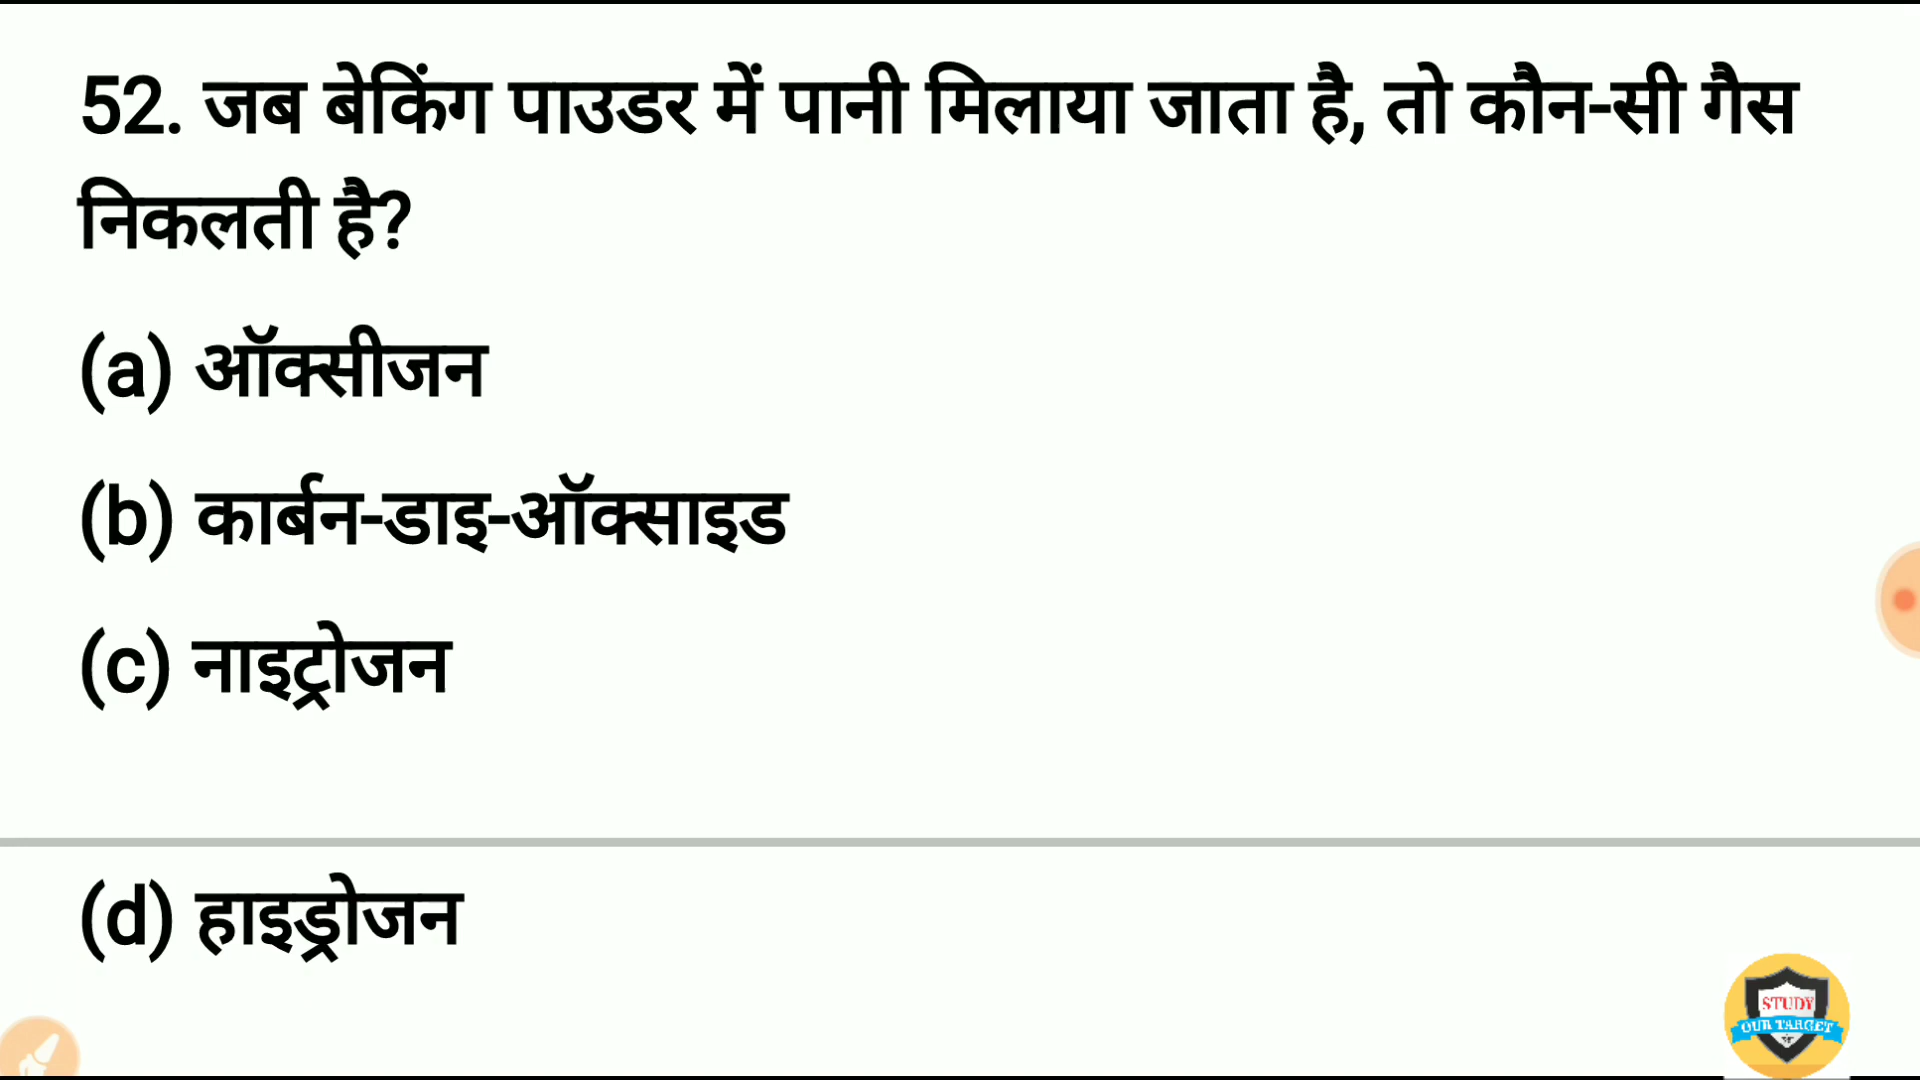 52. जब बेकिंग पाउडर में पानी मिलाया जाता है, तो कौन-सी गैस
निकलती है?
(a) ऑक्सीजन
(b) कार्बन-डाइ-ऑक्साइड
(c) नाइट्रोजन
(d) हाइड्रोजन
STUDY
OUR TARGET